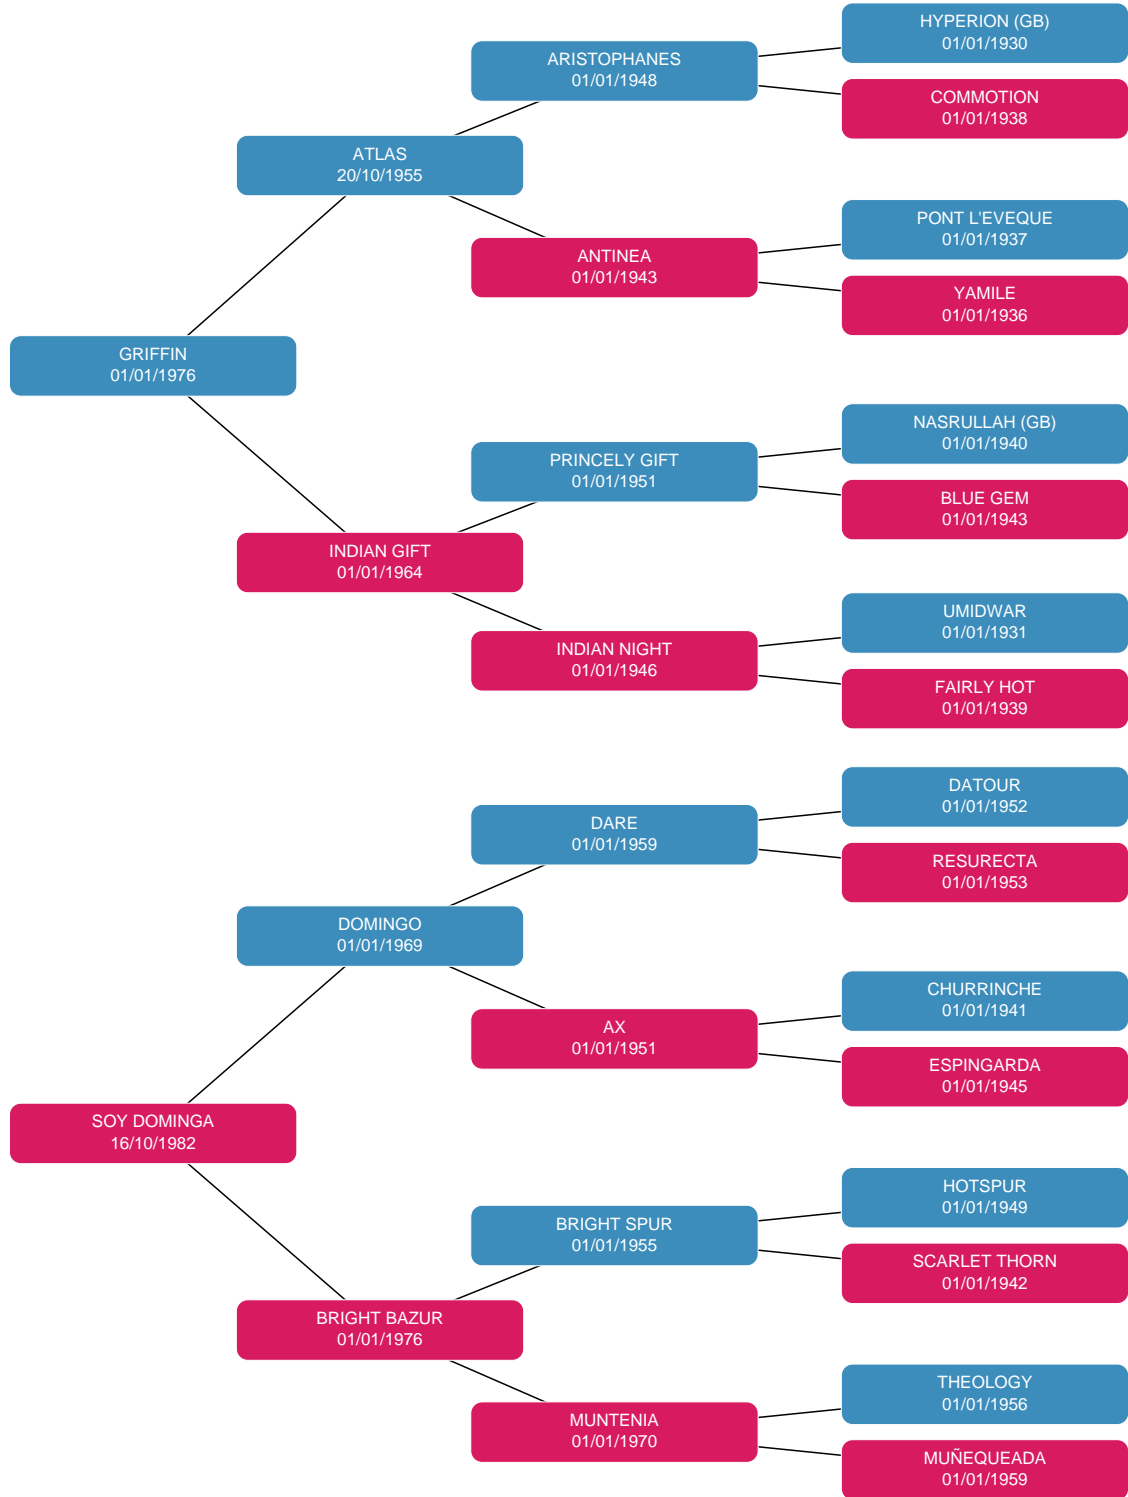 HYPERION (GB)
01/01/1930
ARISTOPHANES
01/01/1948
COMMOTION
01/01/1938
ATLAS
20/10/1955
PONT L'EVEQUE
01/01/1937
ANTINEA
01/01/1943
YAMILE
01/01/1936
GRIFFIN
01/01/1976
NASRULLAH (GB)
01/01/1940
PRINCELY GIFT
01/01/1951
BLUE GEM
01/01/1943
INDIAN GIFT
01/01/1964
UMIDWAR
01/01/1931
INDIAN NIGHT
01/01/1946
FAIRLY HOT
01/01/1939
DATOUR
01/01/1952
DARE
01/01/1959
RESURECTA
01/01/1953
DOMINGO
01/01/1969
CHURRINCHE
01/01/1941
AX
01/01/1951
ESPINGARDA
01/01/1945
SOY DOMINGA
16/10/1982
HOTSPUR
01/01/1949
BRIGHT SPUR
01/01/1955
SCARLET THORN
01/01/1942
BRIGHT BAZUR
01/01/1976
THEOLOGY
01/01/1956
MUNTENIA
01/01/1970
MUÑEQUEADA
01/01/1959